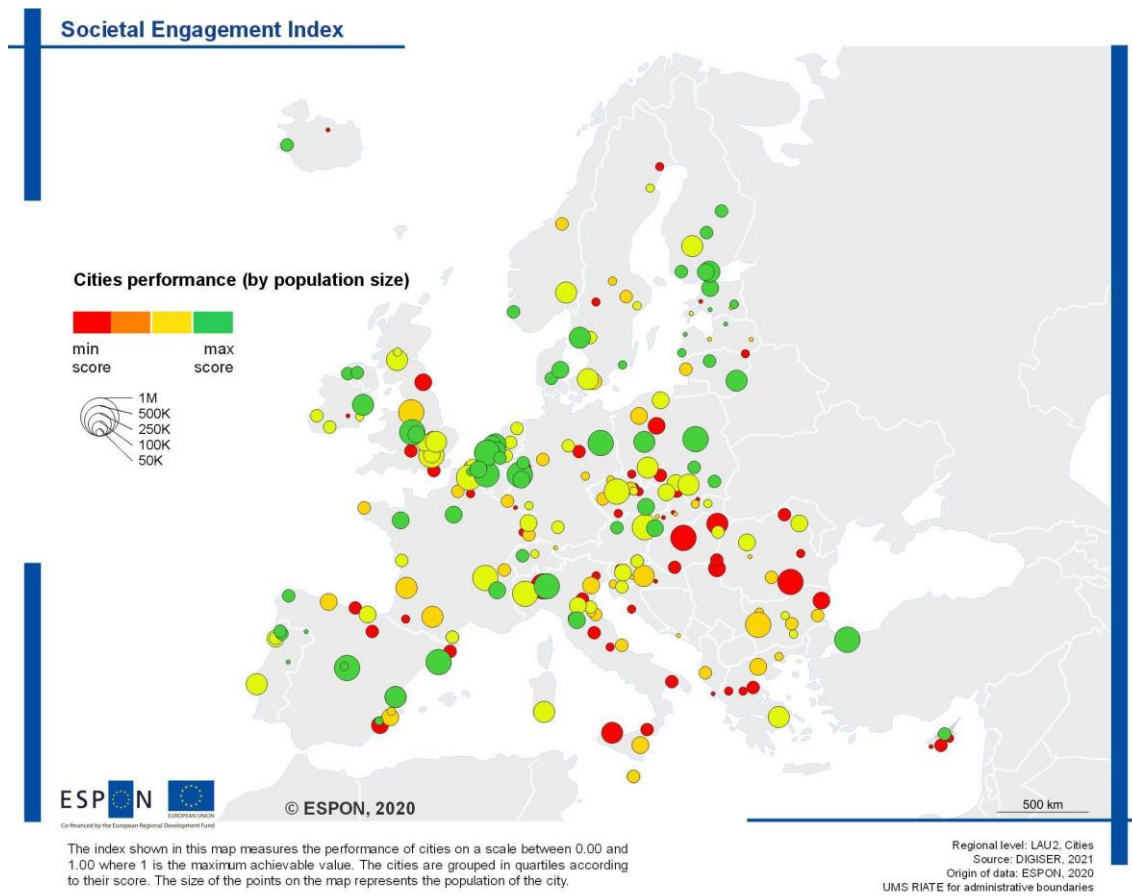 Societal Engagement Index
Cities performance (by population size)
min
score
max
score
1M
500K
250K
100K
50K
ESPON
EUROPEAN UNION
Co-financed by the European Regional Development Fund
© ESPON, 2020
500 km
The index shown in this map measures the performance of cities on a scale between 0.00 and
1.00 where 1 is the maximum achievable value. The cities are grouped in quartiles according
to their score. The size of the points on the map represents the population of the city.
Regional level: LAU2, Cities
Source: DIGISER, 2021
Origin of data: ESPON, 2020
UMS RIATE for administrative boundaries